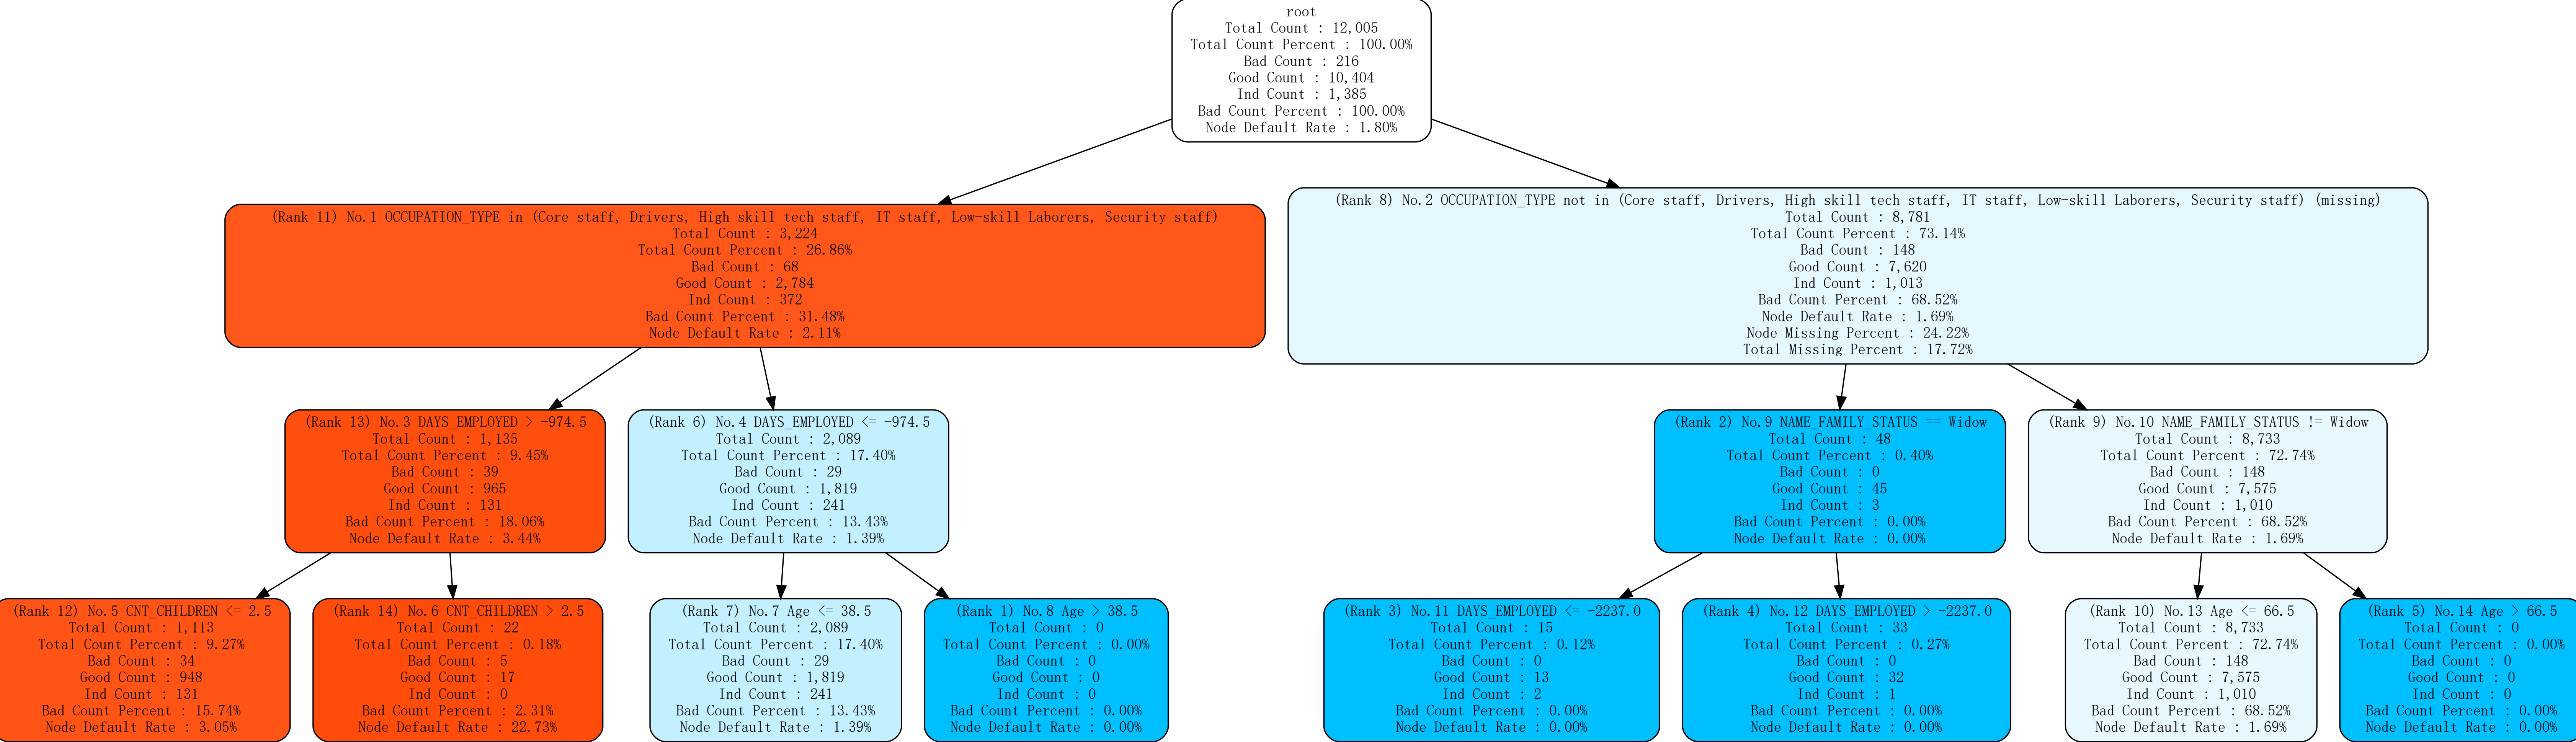 root
Total Count : 12,005
Total Count Percent : 100.00%
Bad Count : 216
Good Count : 10,404
Ind Count : 1,385
Bad Count Percent : 100.00%
Node Default Rate : 1.80%
(Rank 11) No.1 OCCUPATION_TYPE in (Core staff, Drivers, High skill tech staff, IT staff, Low-skill Laborers, Security staff)
Total Count : 3,224
Total Count Percent : 26.86%
Bad Count : 68
Good Count : 2,784
Ind Count : 372
Bad Count Percent : 31.48%
Node Default Rate : 2.11%
(Rank 8) No.2 OCCUPATION_TYPE not in (Core staff, Drivers, High skill tech staff, IT staff, Low-skill Laborers, Security staff) (missing)
Total Count : 8,781
Total Count Percent : 73.14%
Bad Count : 148
Good Count : 7,620
Ind Count : 1,013
Bad Count Percent : 68.52%
Node Default Rate : 1.69%
Node Missing Percent : 24.22%
Total Missing Percent : 17.72%
(Rank 13) No.3 DAYS_EMPLOYED > -974.5
Total Count : 1,135
Total Count Percent : 9.45%
Bad Count : 39
Good Count : 965
Ind Count : 131
Bad Count Percent : 18.06%
Node Default Rate : 3.44%
(Rank 6) No.4 DAYS_EMPLOYED <= -974.5
Total Count : 2,089
Total Count Percent : 17.40%
Bad Count : 29
Good Count : 1,819
Ind Count : 241
Bad Count Percent : 13.43%
Node Default Rate : 1.39%
(Rank 2) No.9 NAME_FAMILY_STATUS == Widow
Total Count : 48
Total Count Percent : 0.40%
Bad Count : 0
Good Count : 45
Ind Count : 3
Bad Count Percent : 0.00%
Node Default Rate : 0.00%
(Rank 9) No.10 NAME_FAMILY_STATUS != Widow
Total Count : 8,733
Total Count Percent : 72.74%
Bad Count : 148
Good Count : 7,575
Ind Count : 1,010
Bad Count Percent : 68.52%
Node Default Rate : 1.69%
(Rank 12) No.5 CNT_CHILDREN <= 2.5
Total Count : 1,113
Total Count Percent : 9.27%
Bad Count : 34
Good Count : 948
Ind Count : 131
Bad Count Percent : 15.74%
Node Default Rate : 3.05%
(Rank 14) No.6 CNT_CHILDREN > 2.5
Total Count : 22
Total Count Percent : 0.18%
Bad Count : 5
Good Count : 17
Ind Count : 0
Bad Count Percent : 2.31%
Node Default Rate : 22.73%
(Rank 7) No.7 Age <= 38.5
Total Count : 2,089
Total Count Percent : 17.40%
Bad Count : 29
Good Count : 1,819
Ind Count : 241
Bad Count Percent : 13.43%
Node Default Rate : 1.39%
(Rank 1) No.8 Age > 38.5
Total Count : 0
Total Count Percent : 0.00%
Bad Count : 0
Good Count : 0
Ind Count : 0
Bad Count Percent : 0.00%
Node Default Rate : 0.00%
(Rank 3) No.11 DAYS_EMPLOYED <= -2237.0
Total Count : 15
Total Count Percent : 0.12%
Bad Count : 0
Good Count : 13
Ind Count : 2
Bad Count Percent : 0.00%
Node Default Rate : 0.00%
(Rank 4) No.12 DAYS_EMPLOYED > -2237.0
Total Count : 33
Total Count Percent : 0.27%
Bad Count : 0
Good Count : 32
Ind Count : 1
Bad Count Percent : 0.00%
Node Default Rate : 0.00%
(Rank 10) No.13 Age <= 66.5
Total Count : 8,733
Total Count Percent : 72.74%
Bad Count : 148
Good Count : 7,575
Ind Count : 1,010
Bad Count Percent : 68.52%
Node Default Rate : 1.69%
(Rank 5) No.14 Age > 66.5
Total Count : 0
Total Count Percent : 0.00%
Bad Count : 0
Good Count : 0
Ind Count : 0
Bad Count Percent : 0.00%
Node Default Rate : 0.00%